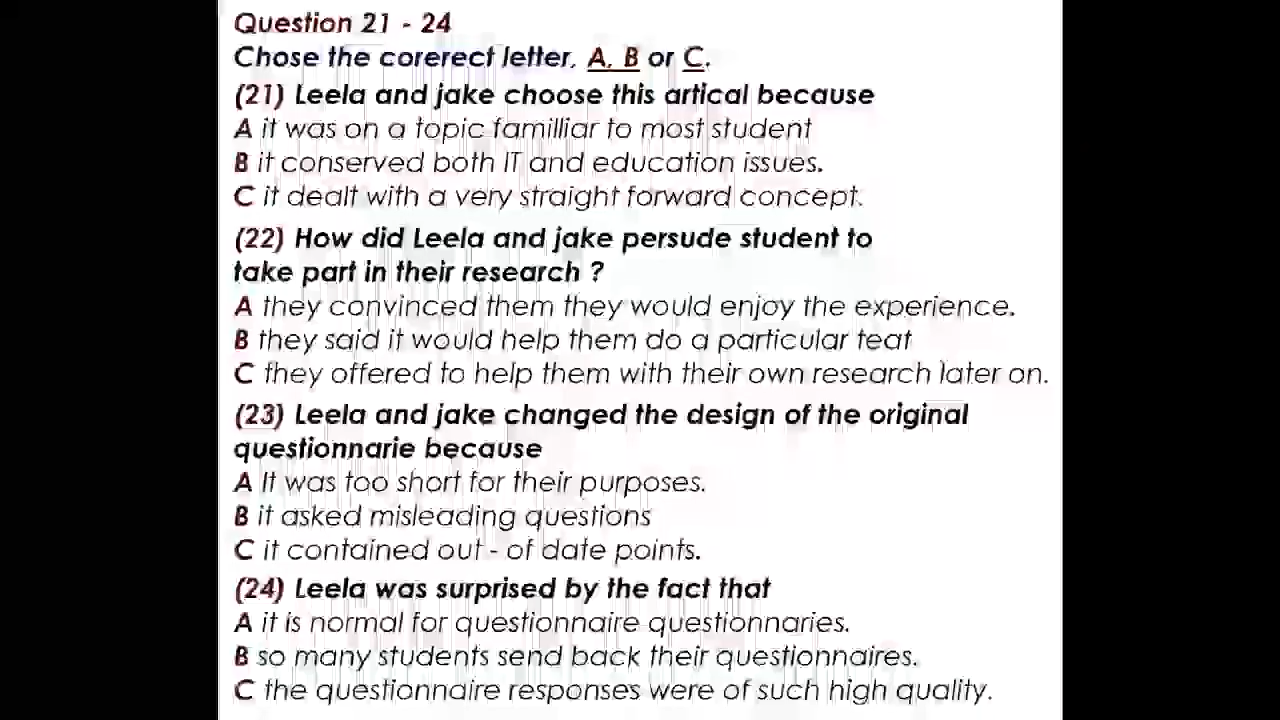 Question 21 - 24
Chose the corerect letter, A, B or C.
(21) Leela and jake choose this artical because
A it was on a topic familliar to most student
B it conserved both IT and education issues.
C it dealt with a very straight forward concept.
(22) How did Leela and jake persude student to
take part in their research ?
A they convinced them they would enjoy the experience.
B they said it would help them do a particular teat
C they offered to help them with their own research later on.
(23) Leela and jake changed the design of the original
questionnarie because
A It was too short for their purposes.
B it asked misleading questions
C it contained out - of date points.
(24) Leela was surprised by the fact that
A it is normal for questionnaire questionnaries.
B so many students send back their questionnaires.
C the questionnaire responses were of such high quality.